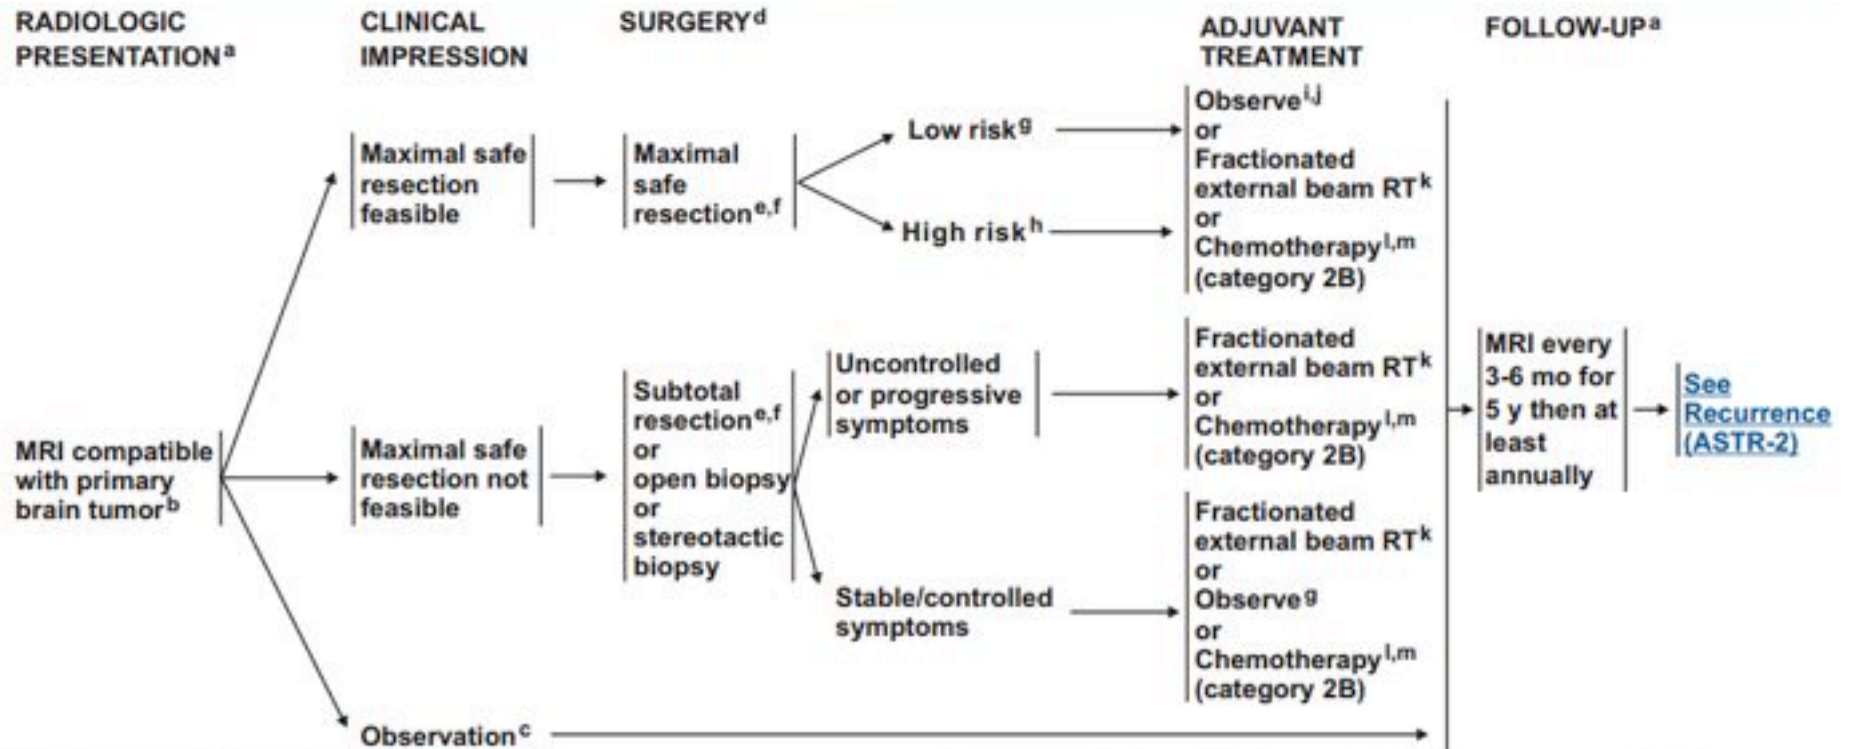 RADIOLOGIC
PRESENTATIONa
CLINICAL
IMPRESSION
SURGERYd
ADJUVANT
TREATMENT
FOLLOW-UPa
MRI compatible
with primary
brain tumorb
Maximal safe
resection
feasible
Maximal
safe
resectione,f
Low riskg
High riskh
Observei,j
or
Fractionated
external beam RTk
or
Chemotherapyl,m
(category 2B)
Maximal safe
resection not
feasible
Subtotal
resectione,f
or
open biopsy
or
stereotactic
biopsy
Uncontrolled
or progressive
symptoms
Fractionated
external beam RTk
or
Chemotherapyl,m
(category 2B)
Stable/controlled
symptoms
Fractionated
external beam RTk
or
Observeg
or
Chemotherapyl,m
(category 2B)
Observationc
MRI every
3-6 mo for
5 y then at
least
annually
See
Recurrence
(ASTR-2)